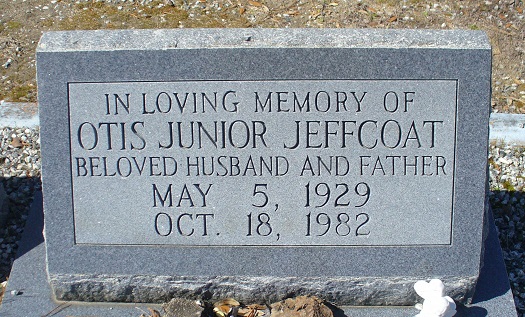 IN LOVING MEMORY OF
OTIS JUNIOR JEFFCOAT
BELOVED HUSBAND AND FATHER
MAY 5, 1929
OCT. 18, 1982